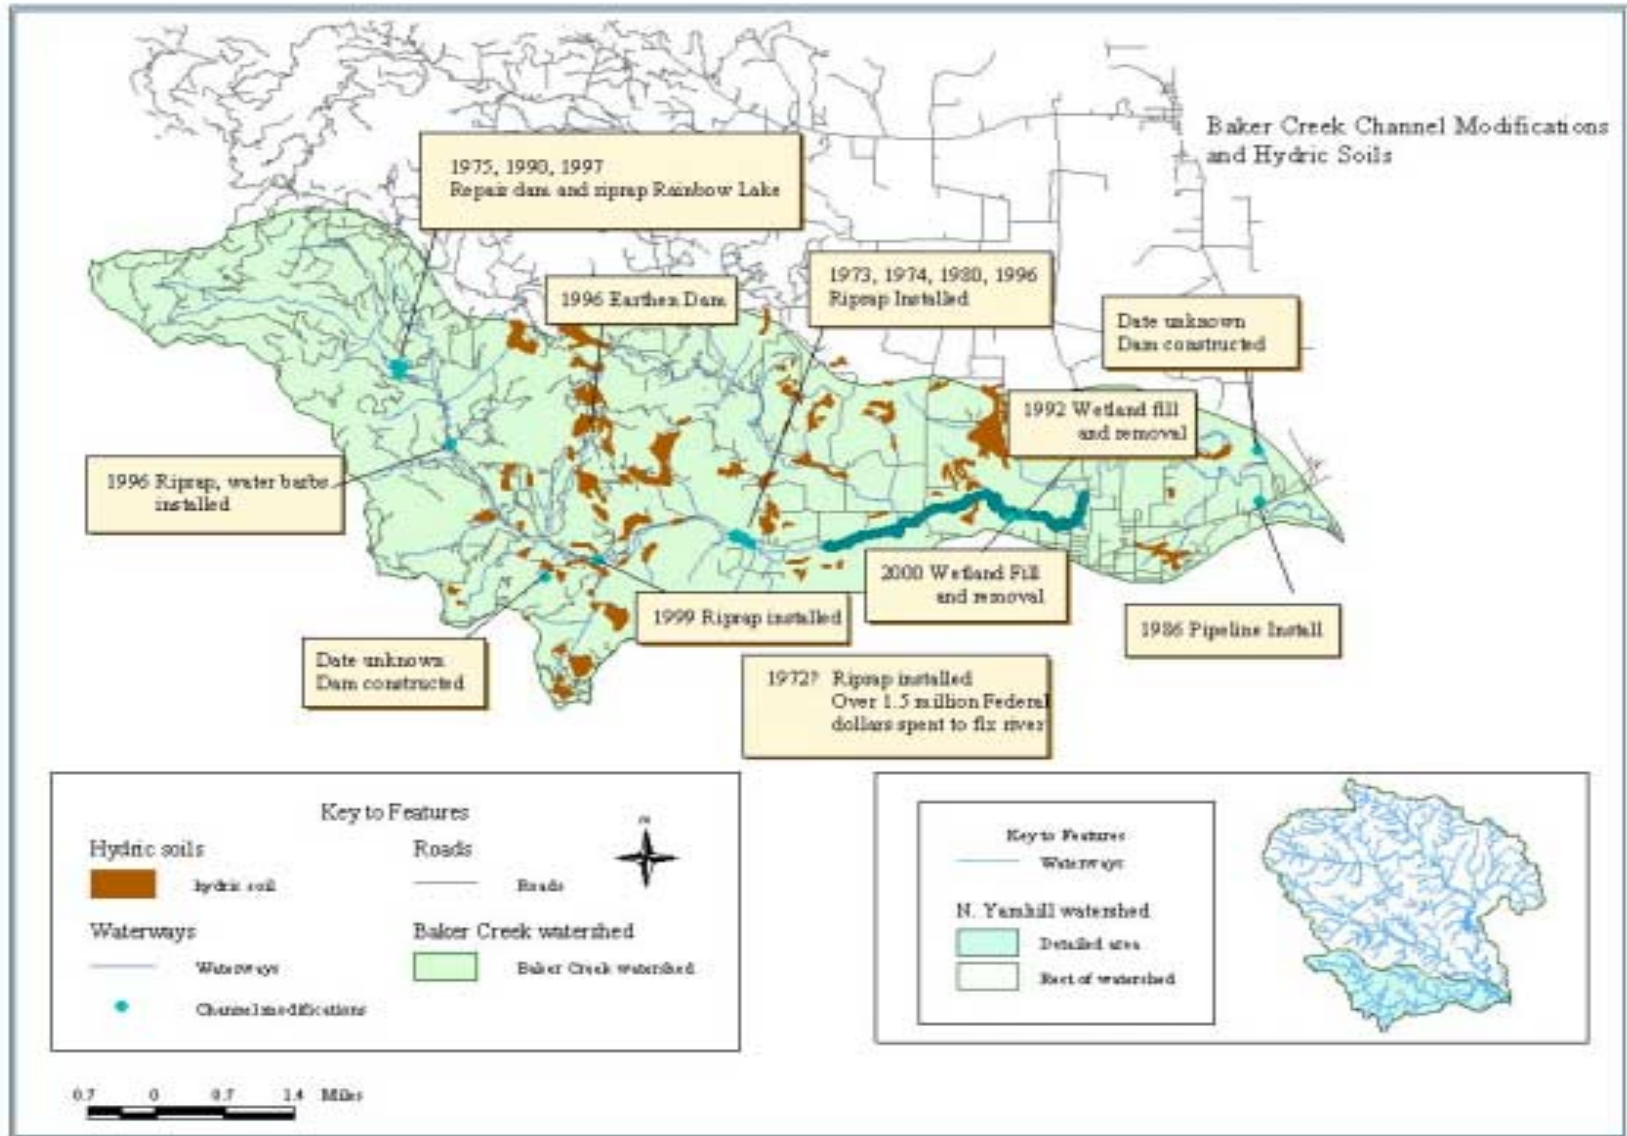 Baker Creek Channel Modifications
and Hydric Soils
1975, 1990, 1997
Repair dam and riprap Rainbow Lake
1996 Earthen Dam
1973, 1974, 1980, 1996
Riprap Installed
Date unknown
Dam constructed
1992 Wetland fill
and removal
1996 Riprap, water barbs
installed
2000 Wetland Fill
and removal
1999 Riprap installed
1986 Pipeline Install
Date unknown
Dam constructed
1972? Riprap installed
Over 1.5 million Federal
dollars spent to fix river
Key to Features
Hydric soils
hydric soil
Roads
Roads
Waterways
Waterways
Channel modifications
Baker Creek watershed
Baker Creek watershed
N
Key to Features
Waterways
N. Yamhill watershed
Detailed area
Rest of watershed
0.7 0 0.7 1.4 Miles